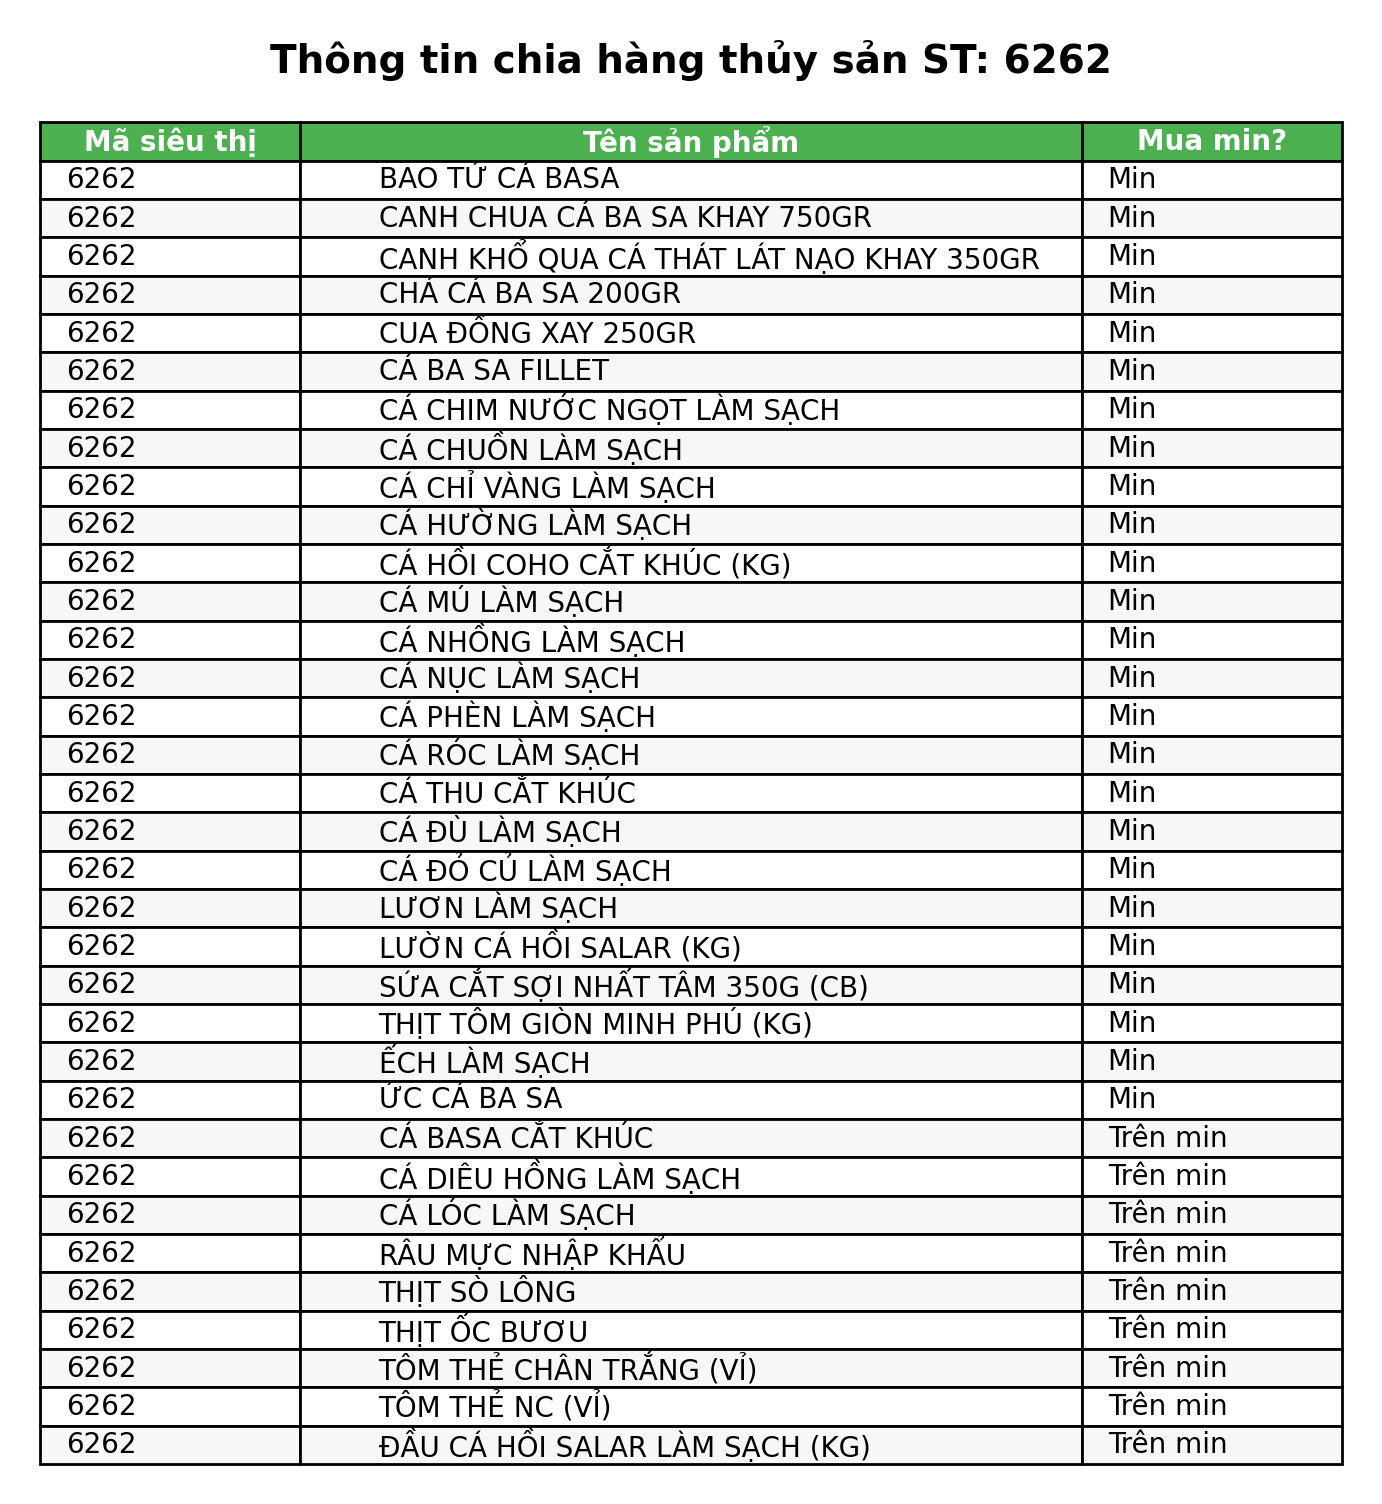 Thông tin chia hàng thủy sản ST: 6262
Mã siêu thị Tên sản phẩm Mua min?
6262 BAO TỬ CÁ BASA Min
6262 CANH CHUA CÁ BA SA KHAY 750GR Min
6262 CANH KHỔ QUA CÁ THÁT LÁT NẠO KHAY 350GR Min
6262 CHẢ CÁ BA SA 200GR Min
6262 CUA ĐỒNG XAY 250GR Min
6262 CÁ BA SA FILLET Min
6262 CÁ CHIM NƯỚC NGỌT LÀM SẠCH Min
6262 CÁ CHUỒN LÀM SẠCH Min
6262 CÁ CHỈ VÀNG LÀM SẠCH Min
6262 CÁ HƯỜNG LÀM SẠCH Min
6262 CÁ HỒI COHO CẮT KHÚC (KG) Min
6262 CÁ MÚ LÀM SẠCH Min
6262 CÁ NHỒNG LÀM SẠCH Min
6262 CÁ NỤC LÀM SẠCH Min
6262 CÁ PHÈN LÀM SẠCH Min
6262 CÁ RÓC LÀM SẠCH Min
6262 CÁ THU CẮT KHÚC Min
6262 CÁ ĐÙ LÀM SẠCH Min
6262 CÁ ĐỎ CỦ LÀM SẠCH Min
6262 LƯƠN LÀM SẠCH Min
6262 LƯỜN CÁ HỒI SALAR (KG) Min
6262 SỨA CẮT SỢI NHẤT TÂM 350G (CB) Min
6262 THỊT TÔM GIÒN MINH PHÚ (KG) Min
6262 ẾCH LÀM SẠCH Min
6262 ỨC CÁ BA SA Min
6262 CÁ BASA CẮT KHÚC Trên min
6262 CÁ DIÊU HỒNG LÀM SẠCH Trên min
6262 CÁ LÓC LÀM SẠCH Trên min
6262 RÂU MỰC NHẬP KHẨU Trên min
6262 THỊT SÒ LÔNG Trên min
6262 THỊT ỐC BƯƠU Trên min
6262 TÔM THẺ CHÂN TRẮNG (VỈ) Trên min
6262 TÔM THẺ NC (VỈ) Trên min
6262 ĐẦU CÁ HỒI SALAR LÀM SẠCH (KG) Trên min